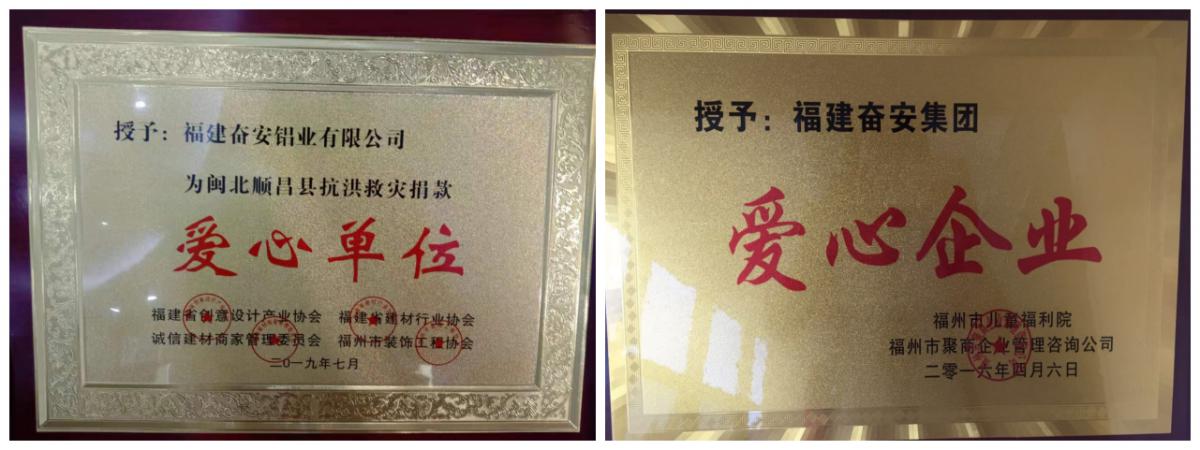 授予：福建奋安铝业有限公司
为闽北顺昌县抗洪救灾捐款
爱心单位
福建省创意设计产业协会 福建省建材行业协会
诚信建材商家管理委员会 福州市装饰工程协会
二〇一九年七月
授予：福建奋安集团
爱心企业
福州市儿童福利院
福州市聚商企业管理咨询公司
二零一六年四月六日